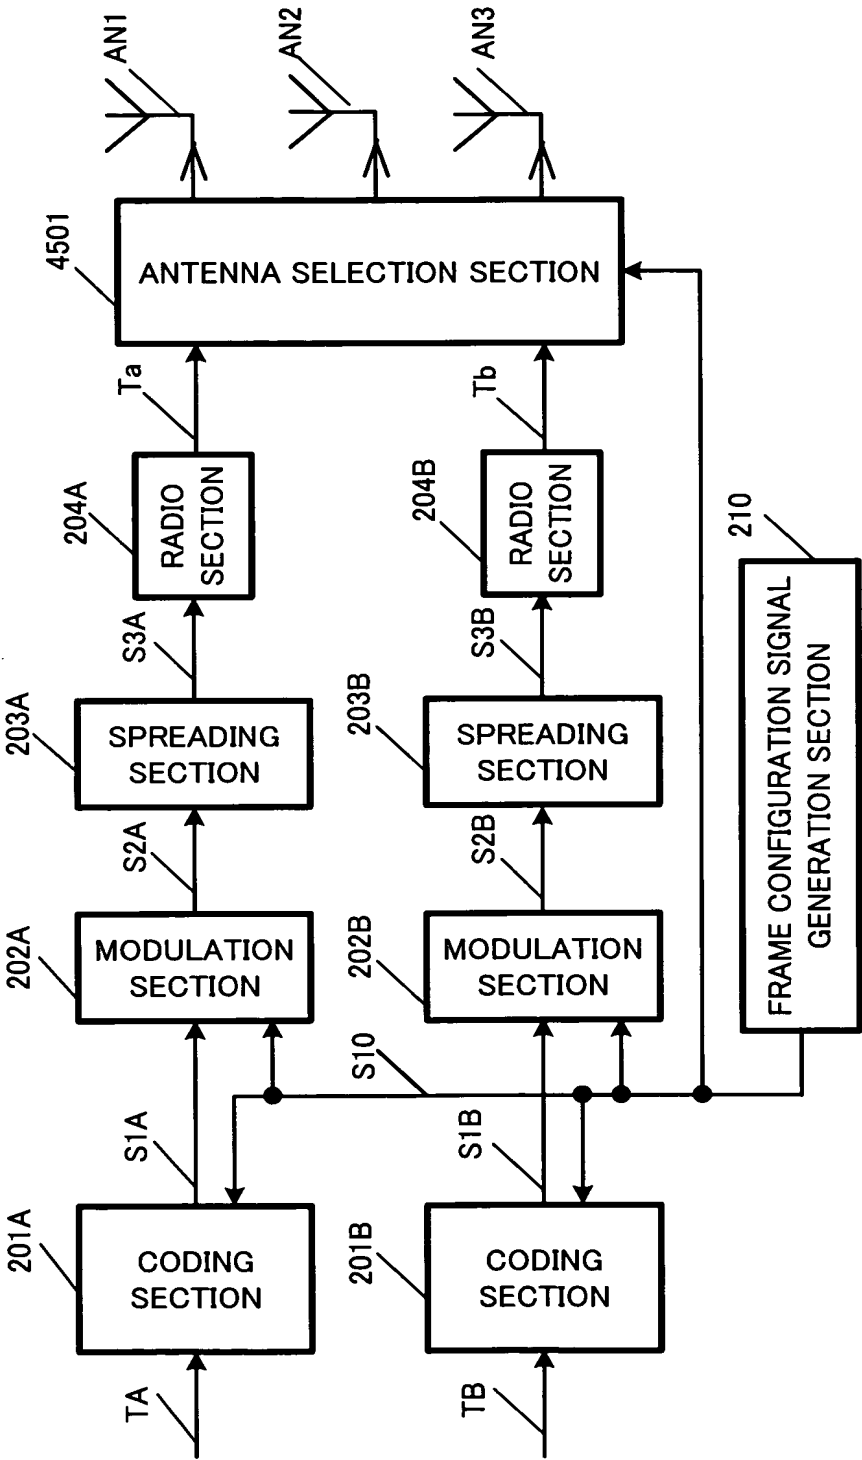 TA
201A
CODING
SECTION
S1A
202A
MODULATION
SECTION
S2A
203A
SPREADING
SECTION
S3A
204A
RADIO
SECTION
Ta
4501
ANTENNA SELECTION SECTION
AN1
AN2
AN3
TB
201B
CODING
SECTION
S1B
S10
202B
MODULATION
SECTION
S2B
203B
SPREADING
SECTION
S3B
204B
RADIO
SECTION
Tb
210
FRAME CONFIGURATION SIGNAL
GENERATION SECTION